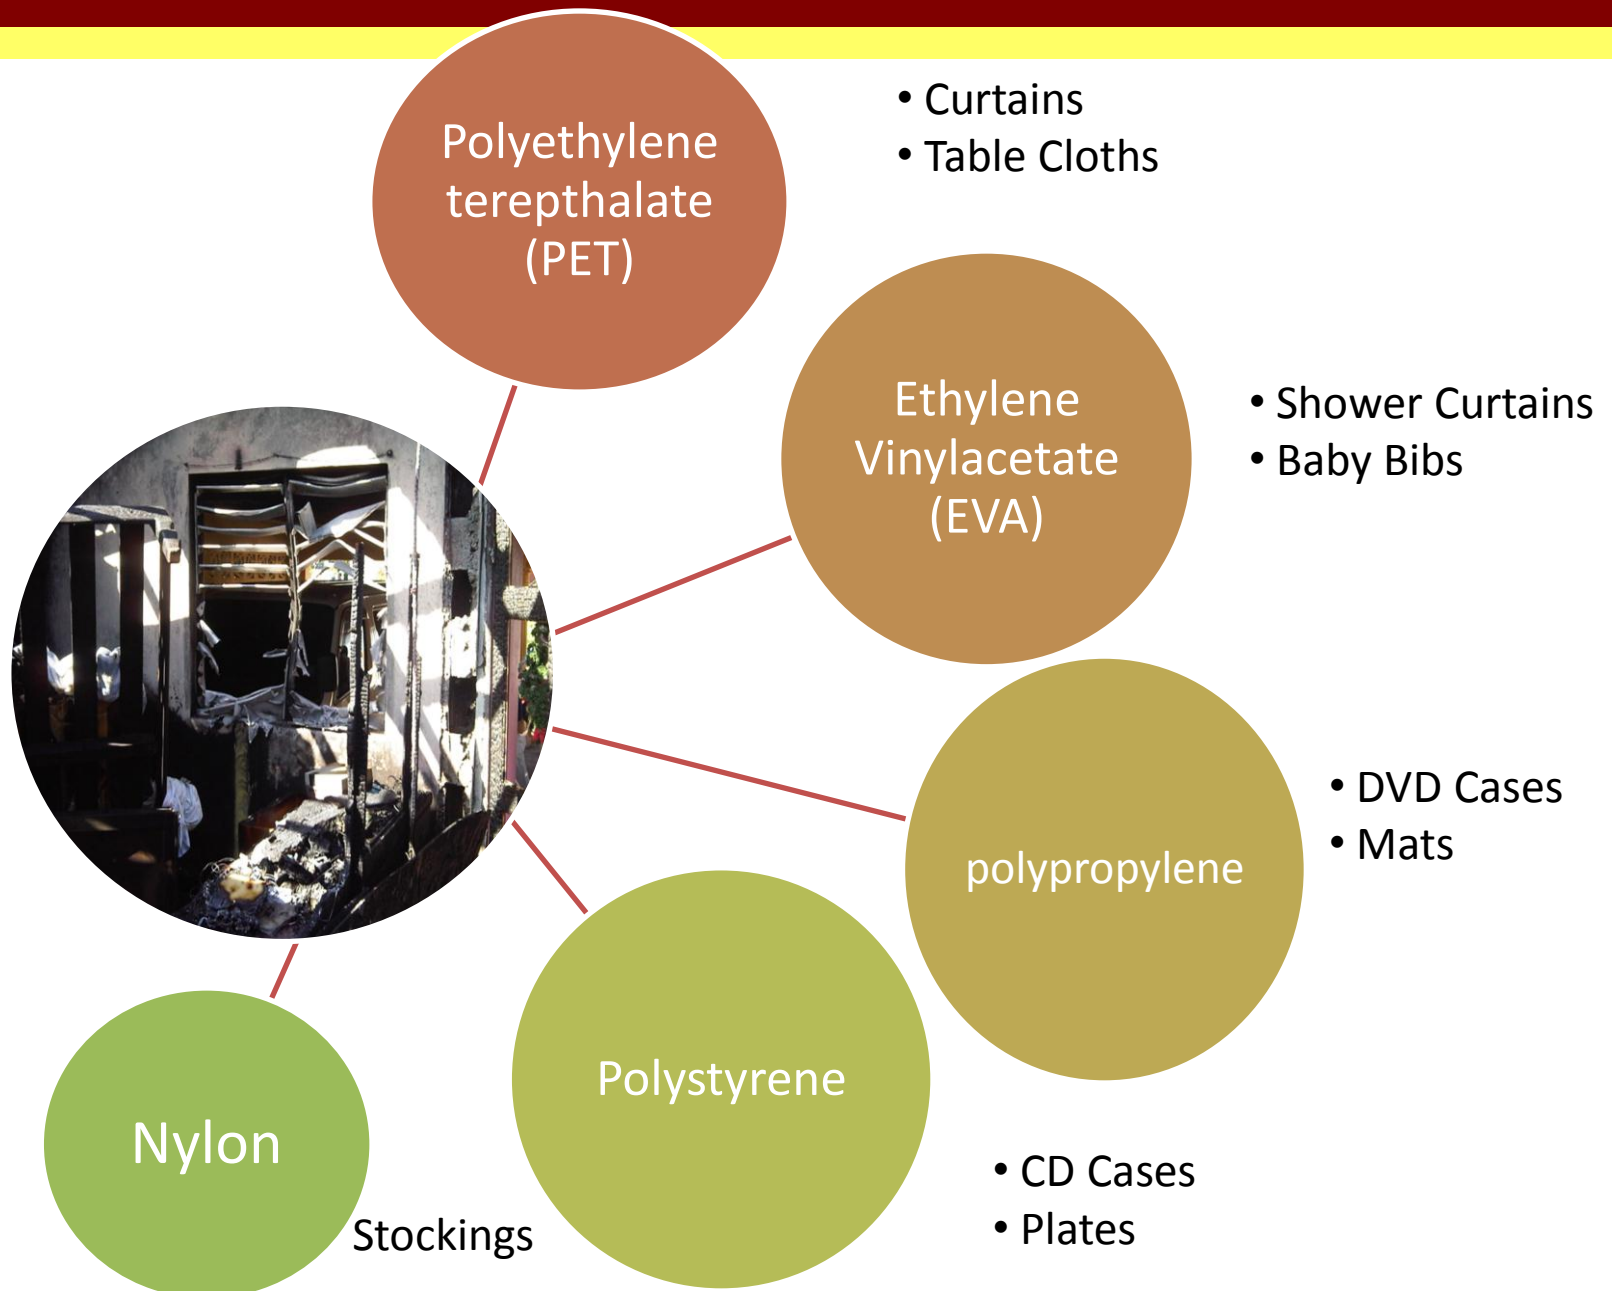 Polyethylene
terepthalate
(PET)
• Curtains
• Table Cloths
Ethylene
Vinylacetate
(EVA)
• Shower Curtains
• Baby Bibs
polypropylene
• DVD Cases
• Mats
Polystyrene
• CD Cases
• Plates
Nylon
Stockings